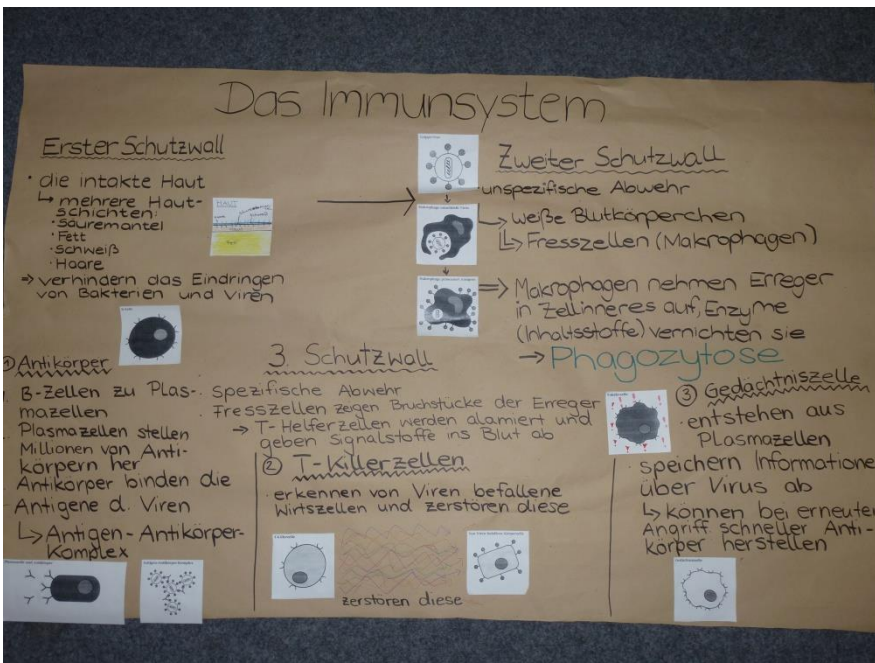 Das Immunsystem
Erster Schutzwall
· die intakte Haut
↳ mehrere Haut-
schichten:
· Säuremantel
· Fett
· Schweiß
· Haare
⇒ verhindern das Eindringen
von Bakterien und Viren
HAUT
Zweiter Schutzwall
unspezifische Abwehr
→ weiße Blutkörperchen
↳ Fresszellen (Makrophagen)
⇒ Makrophagen nehmen Erreger
in Zellinneres auf, Enzyme
(Inhaltsstoffe) vernichten sie
→ Phagozytose
3. Schutzwall
· Spezifische Abwehr
· Fresszellen zeigen Bruchstücke der Erreger
→ T-Helferzellen werden alamiert und
geben Signalstoffe ins Blut ab
① Antikörper
· B-Zellen zu Plas-
mazellen
· Plasmazellen stellen
Millionen von Anti-
körpern her
· Antikörper binden die
Antigene d. Viren
↳ Antigen-Antikörper-
Komplex
② T-Killerzellen
· erkennen von Viren befallene
Wirtszellen und zerstören diese
zerstören diese
③ Gedächtniszelle
· entstehen aus
Plasmazellen
· speichern Informatione
über Virus ab
↳ können bei erneuter
Angriff schneller Anti-
körper herstellen